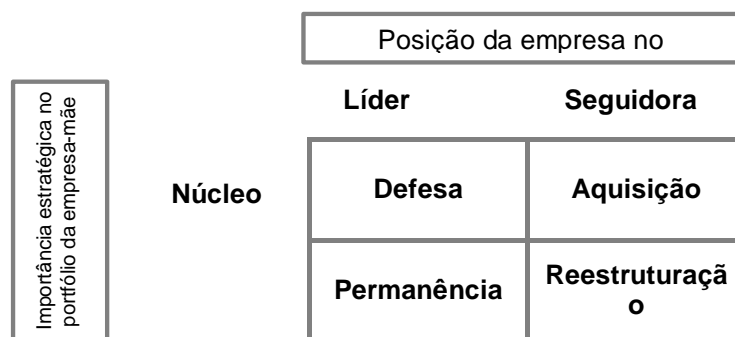 Posição da empresa no
Líder Seguidora
Importância estratégica no
portfólio da empresa-mãe
Núcleo Defesa Aquisição
Permanência Reestruturaçã
o